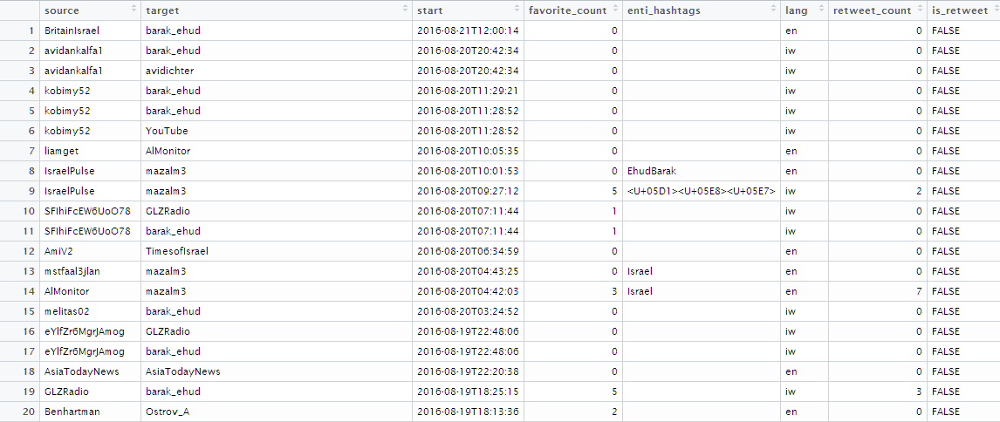 source target start favorite_count enti_hashtags lang retweet_count is_retweet
1 BritainIsrael barak_ehud 2016-08-21T12:00:14 0 en 0 FALSE
2 avidankalfa1 barak_ehud 2016-08-20T20:42:34 0 iw 0 FALSE
3 avidankalfa1 avidichter 2016-08-20T20:42:34 0 iw 0 FALSE
4 kobimy52 barak_ehud 2016-08-20T11:29:21 0 iw 0 FALSE
5 kobimy52 barak_ehud 2016-08-20T11:28:52 0 iw 0 FALSE
6 kobimy52 YouTube 2016-08-20T11:28:52 0 iw 0 FALSE
7 liamget AlMonitor 2016-08-20T10:05:35 0 en 0 FALSE
8 IsraelPulse mazalm3 2016-08-20T10:01:53 0 EhudBarak en 0 FALSE
9 IsraelPulse mazalm3 2016-08-20T09:27:12 5 <U+05D1><U+05E8><U+05E7> iw 2 FALSE
10 SFIhiFcEW6UoO78 GLZRadio 2016-08-20T07:11:44 1 iw 0 FALSE
11 SFIhiFcEW6UoO78 barak_ehud 2016-08-20T07:11:44 1 iw 0 FALSE
12 AmiV2 TimesofIsrael 2016-08-20T06:34:59 0 en 0 FALSE
13 mstfaal3jlan mazalm3 2016-08-20T04:43:25 0 Israel en 0 FALSE
14 AlMonitor mazalm3 2016-08-20T04:42:03 3 Israel en 7 FALSE
15 melitas02 barak_ehud 2016-08-20T03:24:52 0 iw 0 FALSE
16 eYlfZr6MgrJAmog GLZRadio 2016-08-19T22:48:06 0 iw 0 FALSE
17 eYlfZr6MgrJAmog barak_ehud 2016-08-19T22:48:06 0 iw 0 FALSE
18 AsiaTodayNews AsiaTodayNews 2016-08-19T22:20:38 0 en 0 FALSE
19 GLZRadio barak_ehud 2016-08-19T18:25:15 5 iw 3 FALSE
20 Benhartman Ostrov_A 2016-08-19T18:13:36 2 en 0 FALSE